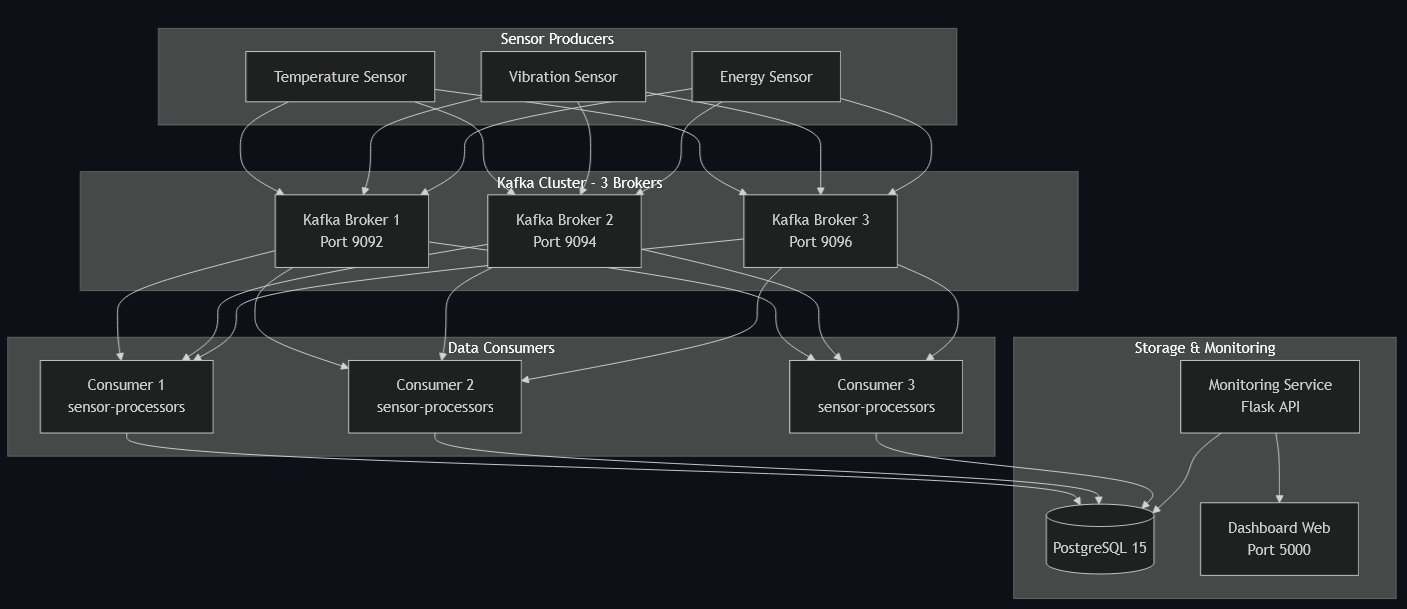 Sensor Producers
Temperature Sensor
Vibration Sensor
Energy Sensor
Kafka Cluster - 3 Brokers
Kafka Broker 1
Port 9092
Kafka Broker 2
Port 9094
Kafka Broker 3
Port 9096
Data Consumers
Consumer 1
sensor-processors
Consumer 2
sensor-processors
Consumer 3
sensor-processors
Storage & Monitoring
Monitoring Service
Flask API
PostgreSQL 15
Dashboard Web
Port 5000